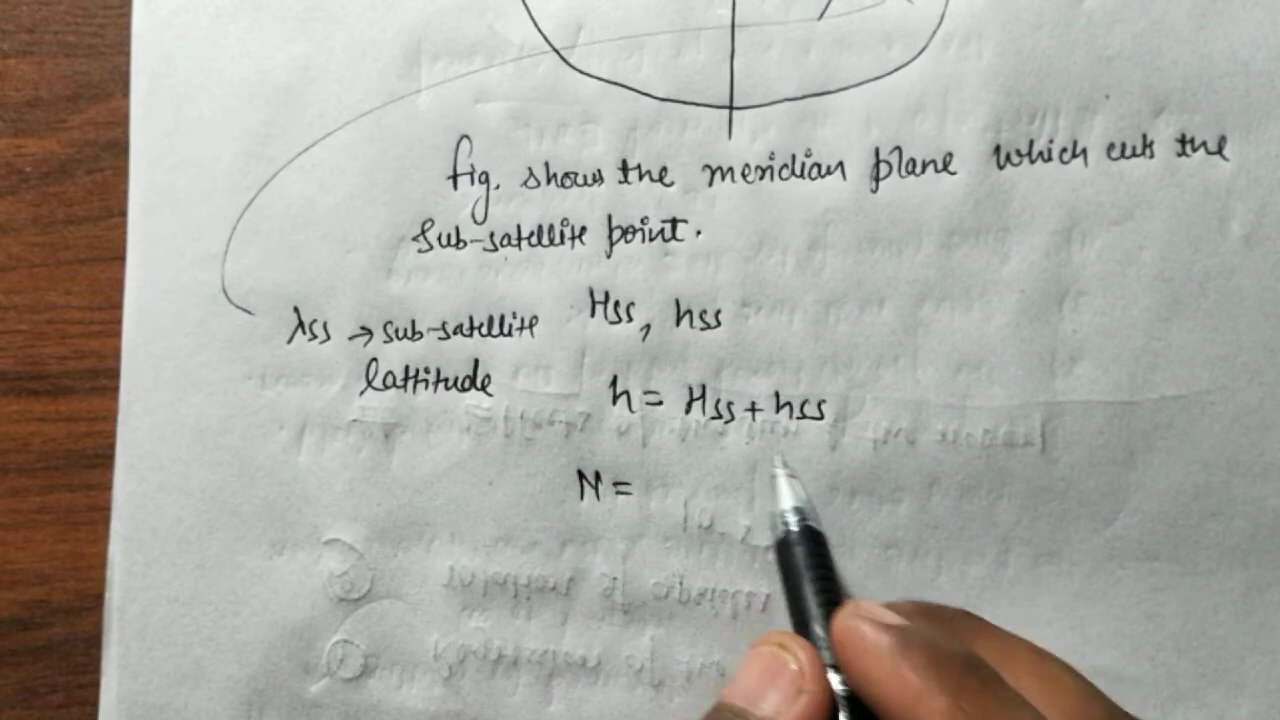 fig. shows the meridian plane which cuts the
Sub-satellite point.
λss → sub-satellite
lattitude
Hss, hss
h = Hss + hss
N =